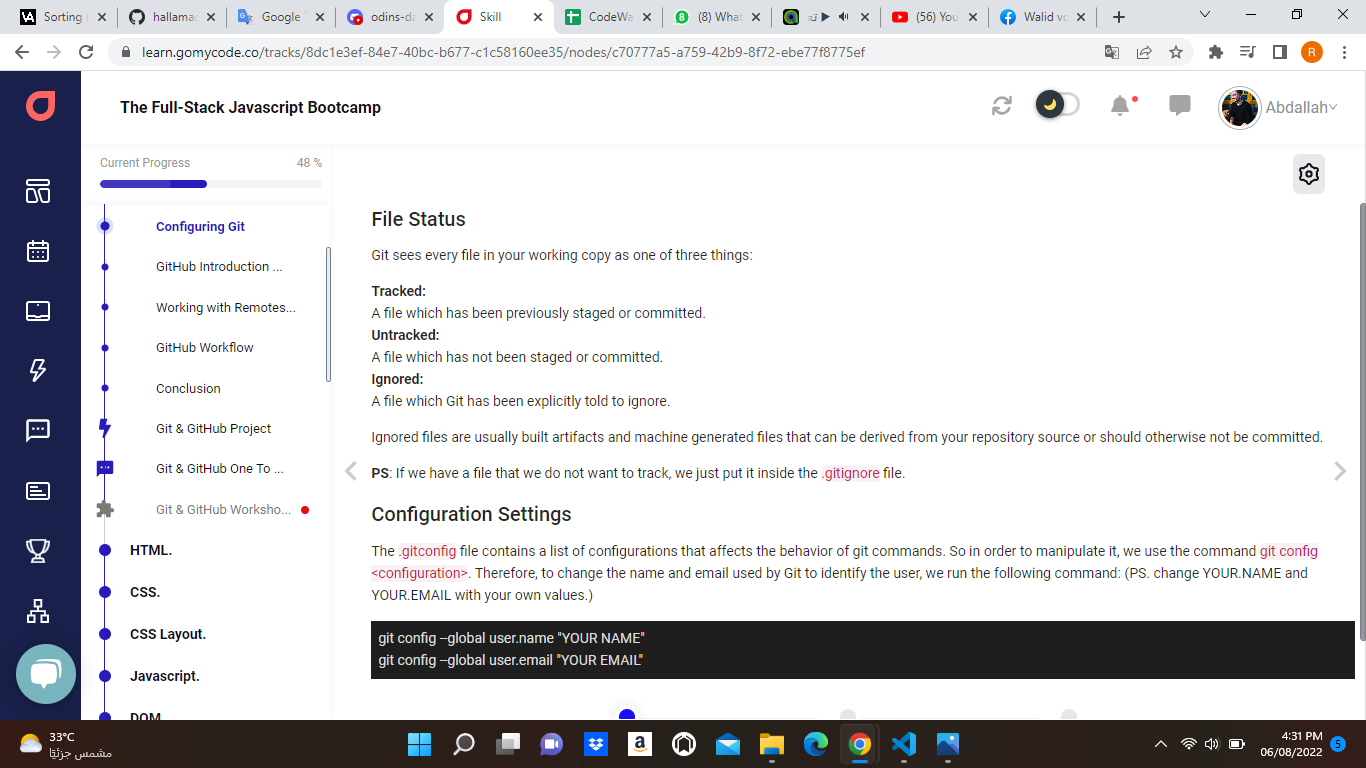 Sorting
hallamac
Google
odins-da
Skill
CodeWa
(8) What
(56) You
Walid vo
learn.gomycode.co/tracks/8dc1e3ef-84e7-40bc-b677-c1c58160ee35/nodes/c70777a5-a759-42b9-8f72-ebe77f8775ef
R
The Full-Stack Javascript Bootcamp
Abdallah
Current Progress 48 %
Configuring Git
GitHub Introduction ...
Working with Remotes...
GitHub Workflow
Conclusion
Git & GitHub Project
Git & GitHub One To ...
Git & GitHub Worksho...
HTML.
CSS.
CSS Layout.
Javascript.
DOM
File Status
Git sees every file in your working copy as one of three things:
Tracked:
A file which has been previously staged or committed.
Untracked:
A file which has not been staged or committed.
Ignored:
A file which Git has been explicitly told to ignore.
Ignored files are usually built artifacts and machine generated files that can be derived from your repository source or should otherwise not be committed.
PS: If we have a file that we do not want to track, we just put it inside the .gitignore file.
Configuration Settings
The .gitconfig file contains a list of configurations that affects the behavior of git commands. So in order to manipulate it, we use the command git config
<configuration>. Therefore, to change the name and email used by Git to identify the user, we run the following command: (PS. change YOUR.NAME and
YOUR.EMAIL with your own values.)
git config –global user.name "YOUR NAME"
git config –global user.email "YOUR EMAIL"
33°C
مشمس جزئيًا
4:31 PM
06/08/2022
5